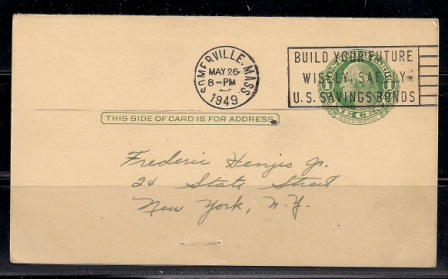 SOMERVILLE, MASS.
MAY 26
8-PM
1949
BUILD YOUR FUTURE
WISELY, SAFELY
U.S. SAVINGS BONDS
THIS SIDE OF CARD IS FOR ADDRESS
Frederic Henjes Jr.
24 State Street
New York, N.Y.